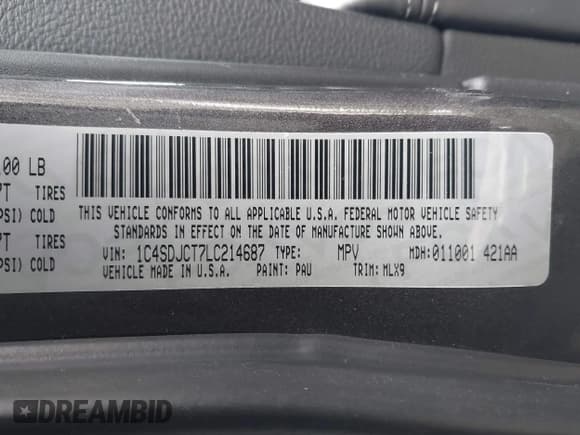 .00 LB
PT TIRES
PSI) COLD
PT TIRES
PSI) COLD
THIS VEHICLE CONFORMS TO ALL APPLICABLE U.S.A. FEDERAL MOTOR VEHICLE SAFETY
STANDARDS IN EFFECT ON THE DATE OF MANUFACTURE SHOWN ABOVE.
VIN: 1C4SDJCT7LC214687 TYPE: MPV MDH:011001 421AA
VEHICLE MADE IN U.S.A. PAINT: PAU TRIM: MLX9
DREAMBID